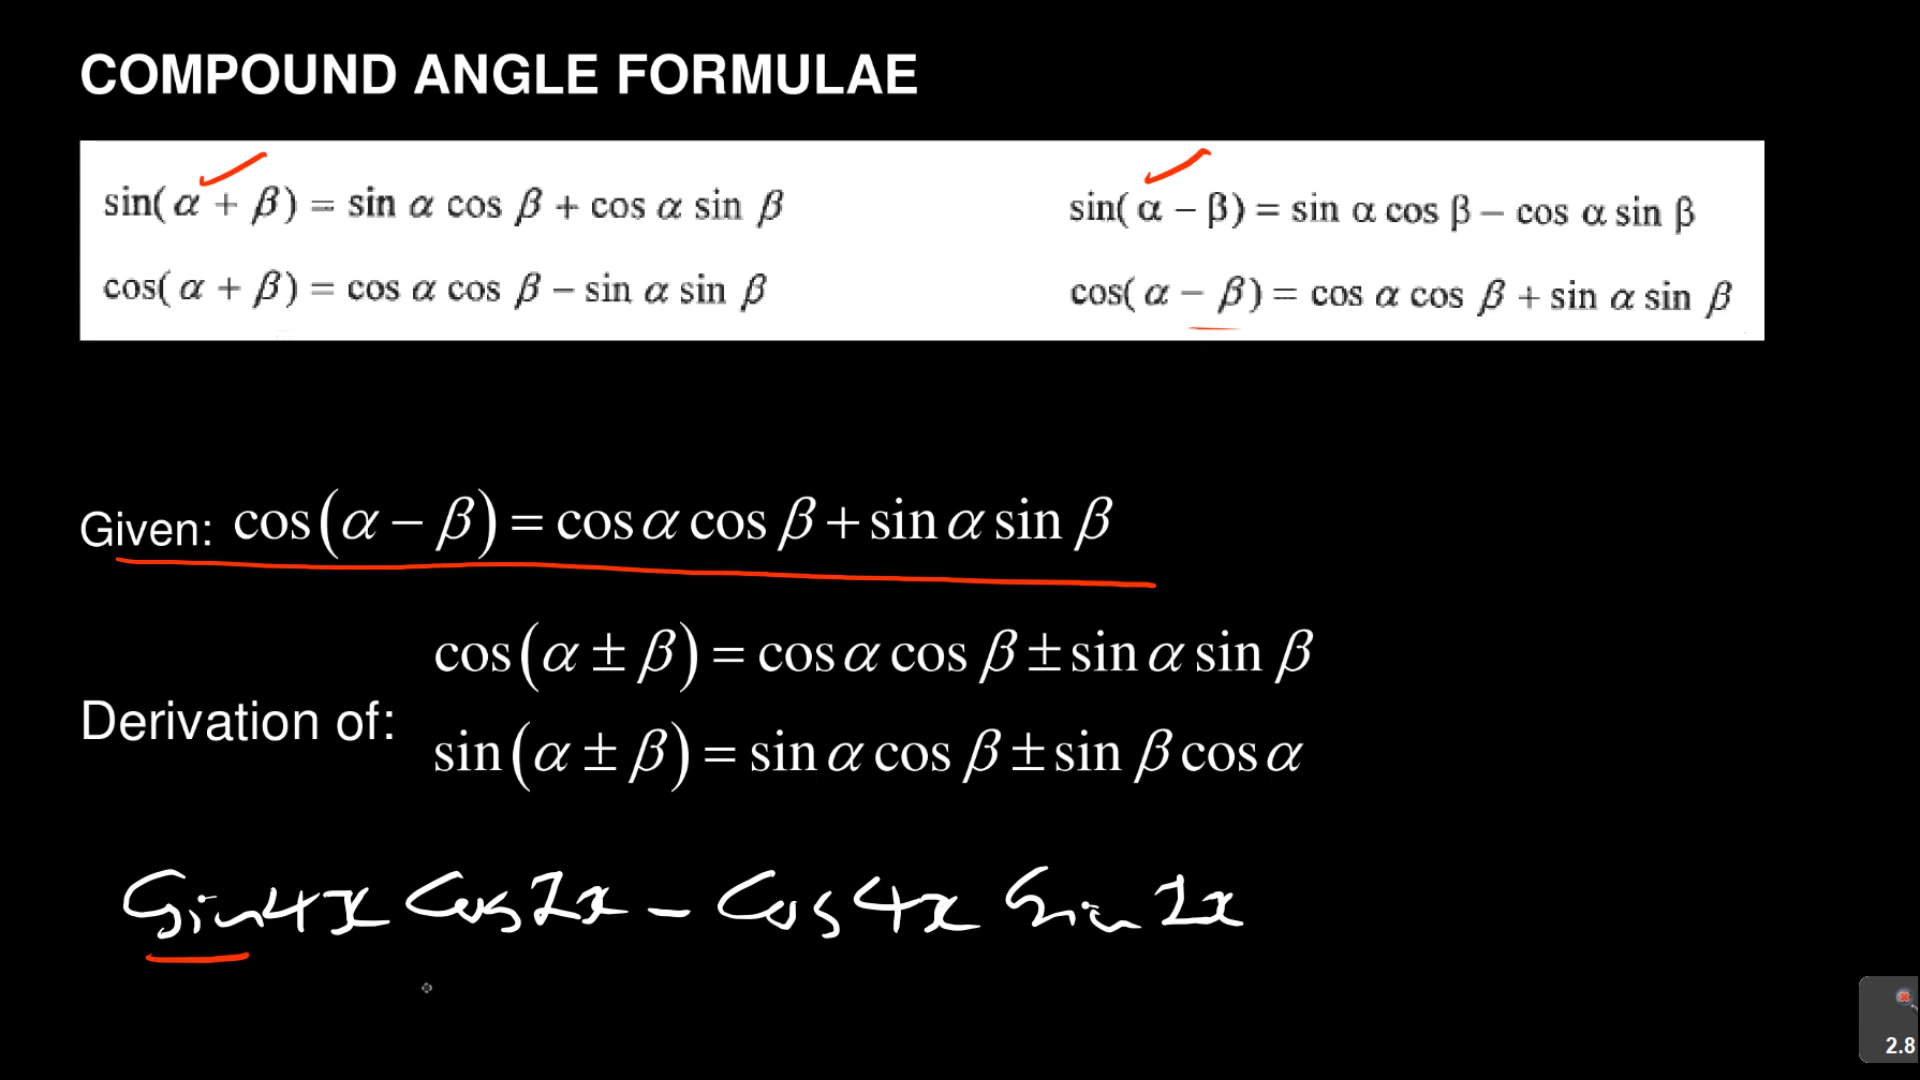 COMPOUND ANGLE FORMULAE
sin( α + β) = sin α cos β + cos α sin β
sin( α − β) = sin α cos β − cos α sin β
cos( α + β) = cos α cos β − sin α sin β
cos( α − β) = cos α cos β + sin α sin β
Given: cos(α − β) = cos α cos β + sin α sin β
cos(α ± β) = cos α cos β ± sin α sin β
Derivation of:
sin(α ± β) = sin α cos β ± sin β cos α
Sin4x Cos2x − Cos4x Sin2x
2.8